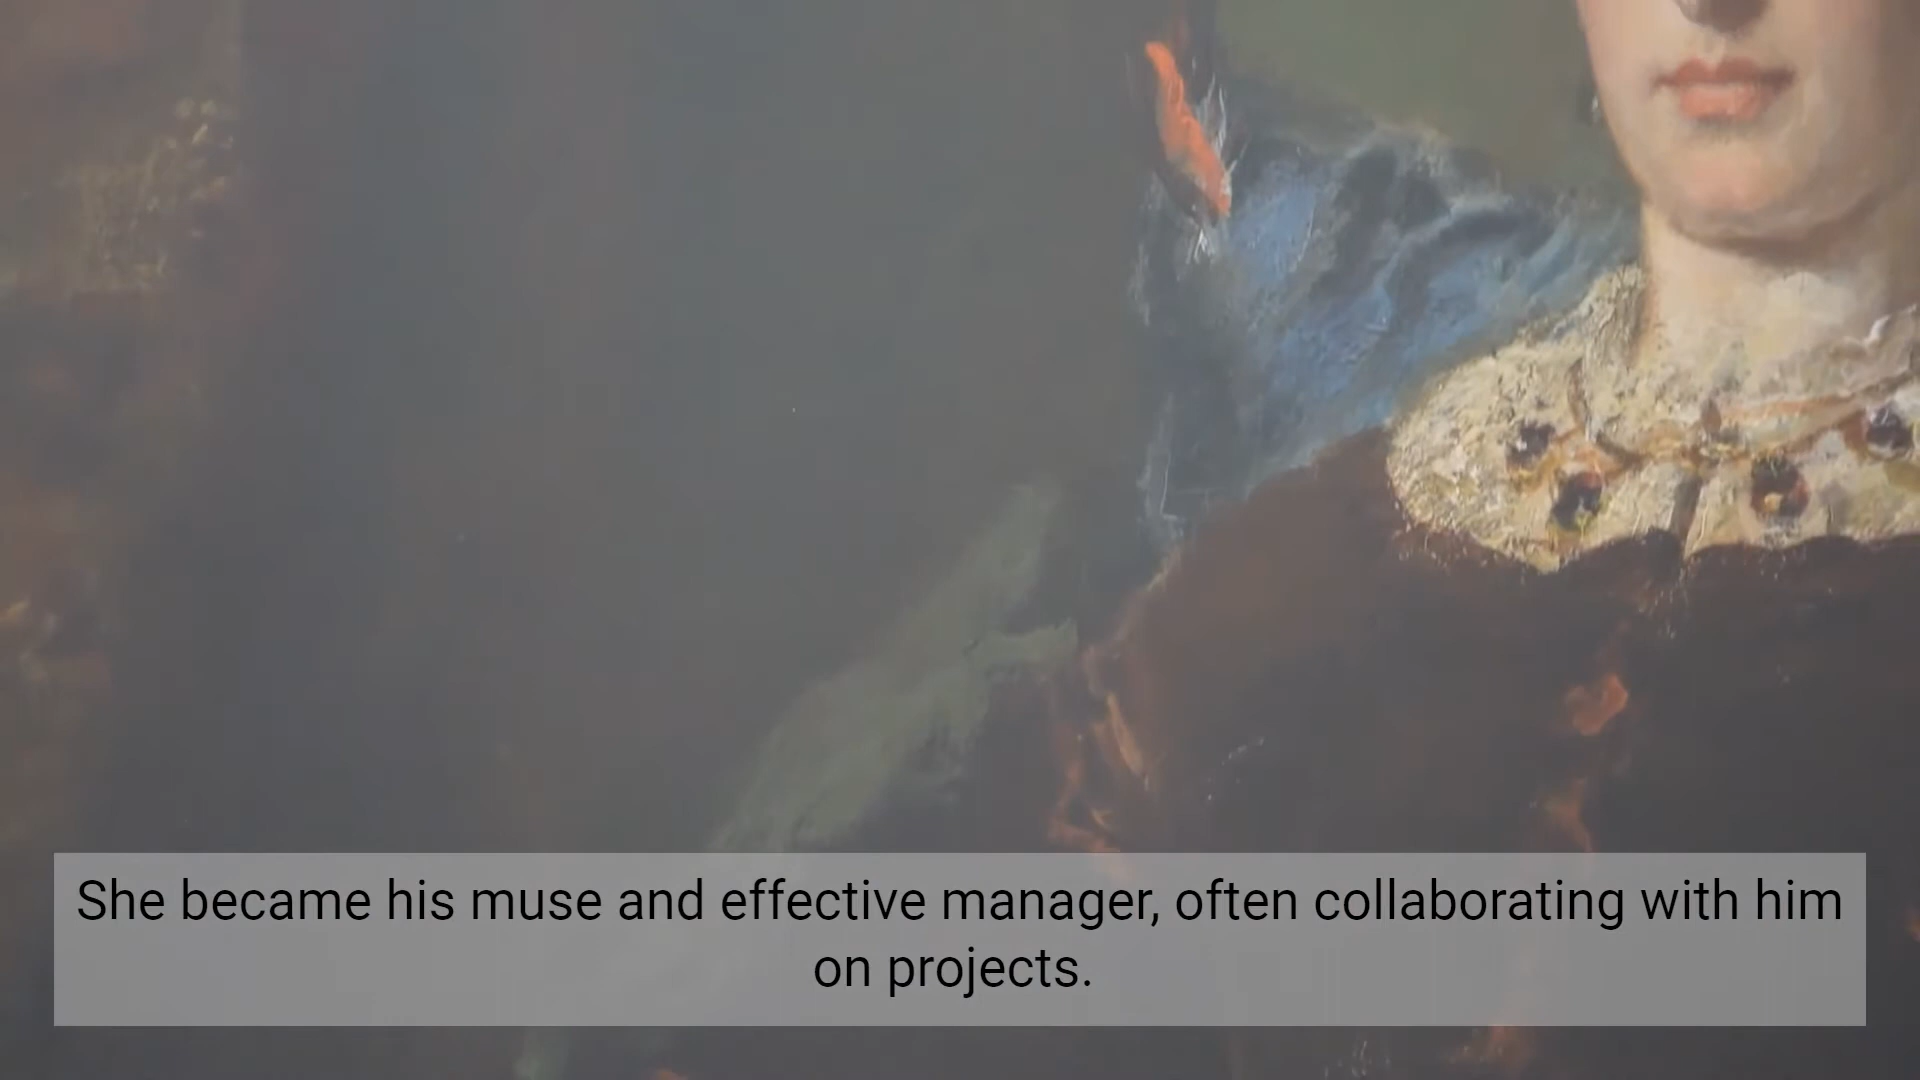 She became his muse and effective manager, often collaborating with him
on projects.